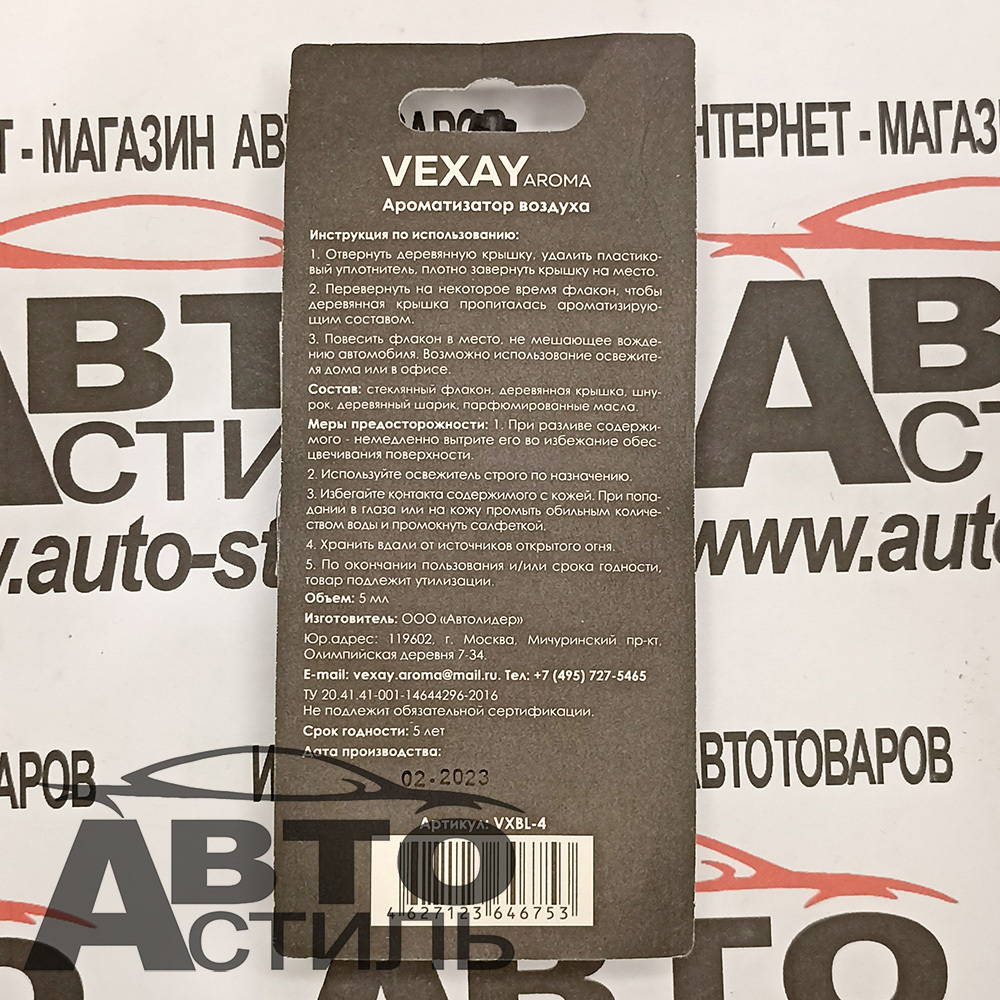 Т - МАГАЗИН АВТ
НТЕРНЕТ - МАГАЗ
VEXAY AROMA
Ароматизатор воздуха
Инструкция по использованию:
1. Отвернуть деревянную крышку, удалить пластико-
вый уплотнитель, плотно завернуть крышку на место.
2. Перевернуть на некоторое время флакон, чтобы
деревянная крышка пропиталась ароматизирую-
щим составом.
3. Повесить флакон в место, не мешающее вожде-
нию автомобиля. Возможно использование освежите-
ля дома или в офисе.
Состав: стеклянный флакон, деревянная крышка, шну-
рок, деревянный шарик, парфюмированные масла.
Меры предосторожности: 1. При разливе содержи-
мого - немедленно вытрите его во избежание обес-
цвечивания поверхности.
2. Используйте освежитель строго по назначению.
3. Избегайте контакта содержимого с кожей. При попа-
дании в глаза или на кожу промыть обильным количе-
ством воды и промокнуть салфеткой.
4. Хранить вдали от источников открытого огня.
5. По окончании пользования и/или срока годности,
товар подлежит утилизации.
Объем: 5 мл
Изготовитель: ООО «Автолидер»
Юр.адрес: 119602, г. Москва, Мичуринский пр-кт,
Олимпийская деревня 7-34.
E-mail: vexay.aroma@mail.ru. Тел: +7 (495) 727-5465
ТУ 20.41.41-001-14644296-2016
Не подлежит обязательной сертификации.
Срок годности: 5 лет
Дата производства:
02.2023
Артикул: VXBL-4
4 627123 646753
АВТ
СТИ
y.auto-st
АВТ
СТИЛ
www.auto
АРОВ
И
АВТОТОВАРОВ
АВТО
СТИЛЬ
АВТО